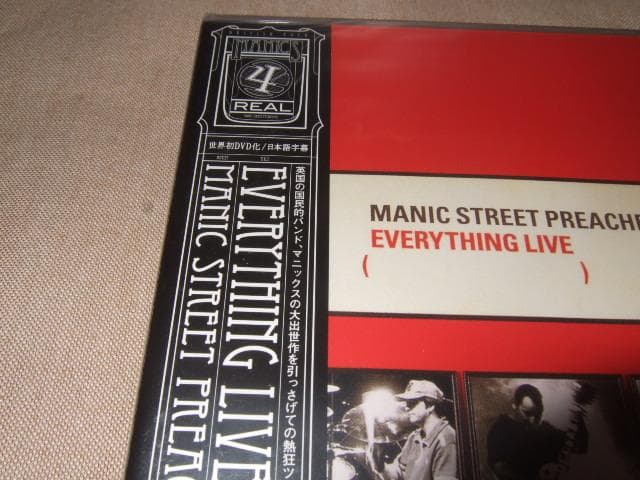 MANICS
4
REAL
世界初DVD化/日本語字幕
英国の国民的バンド、マニックスの大出世作を引っさげての熱狂ツ
EVERYTHING LIVE
MANIC STREET PREAC
MANIC STREET PREACHE
EVERYTHING LIVE
( )